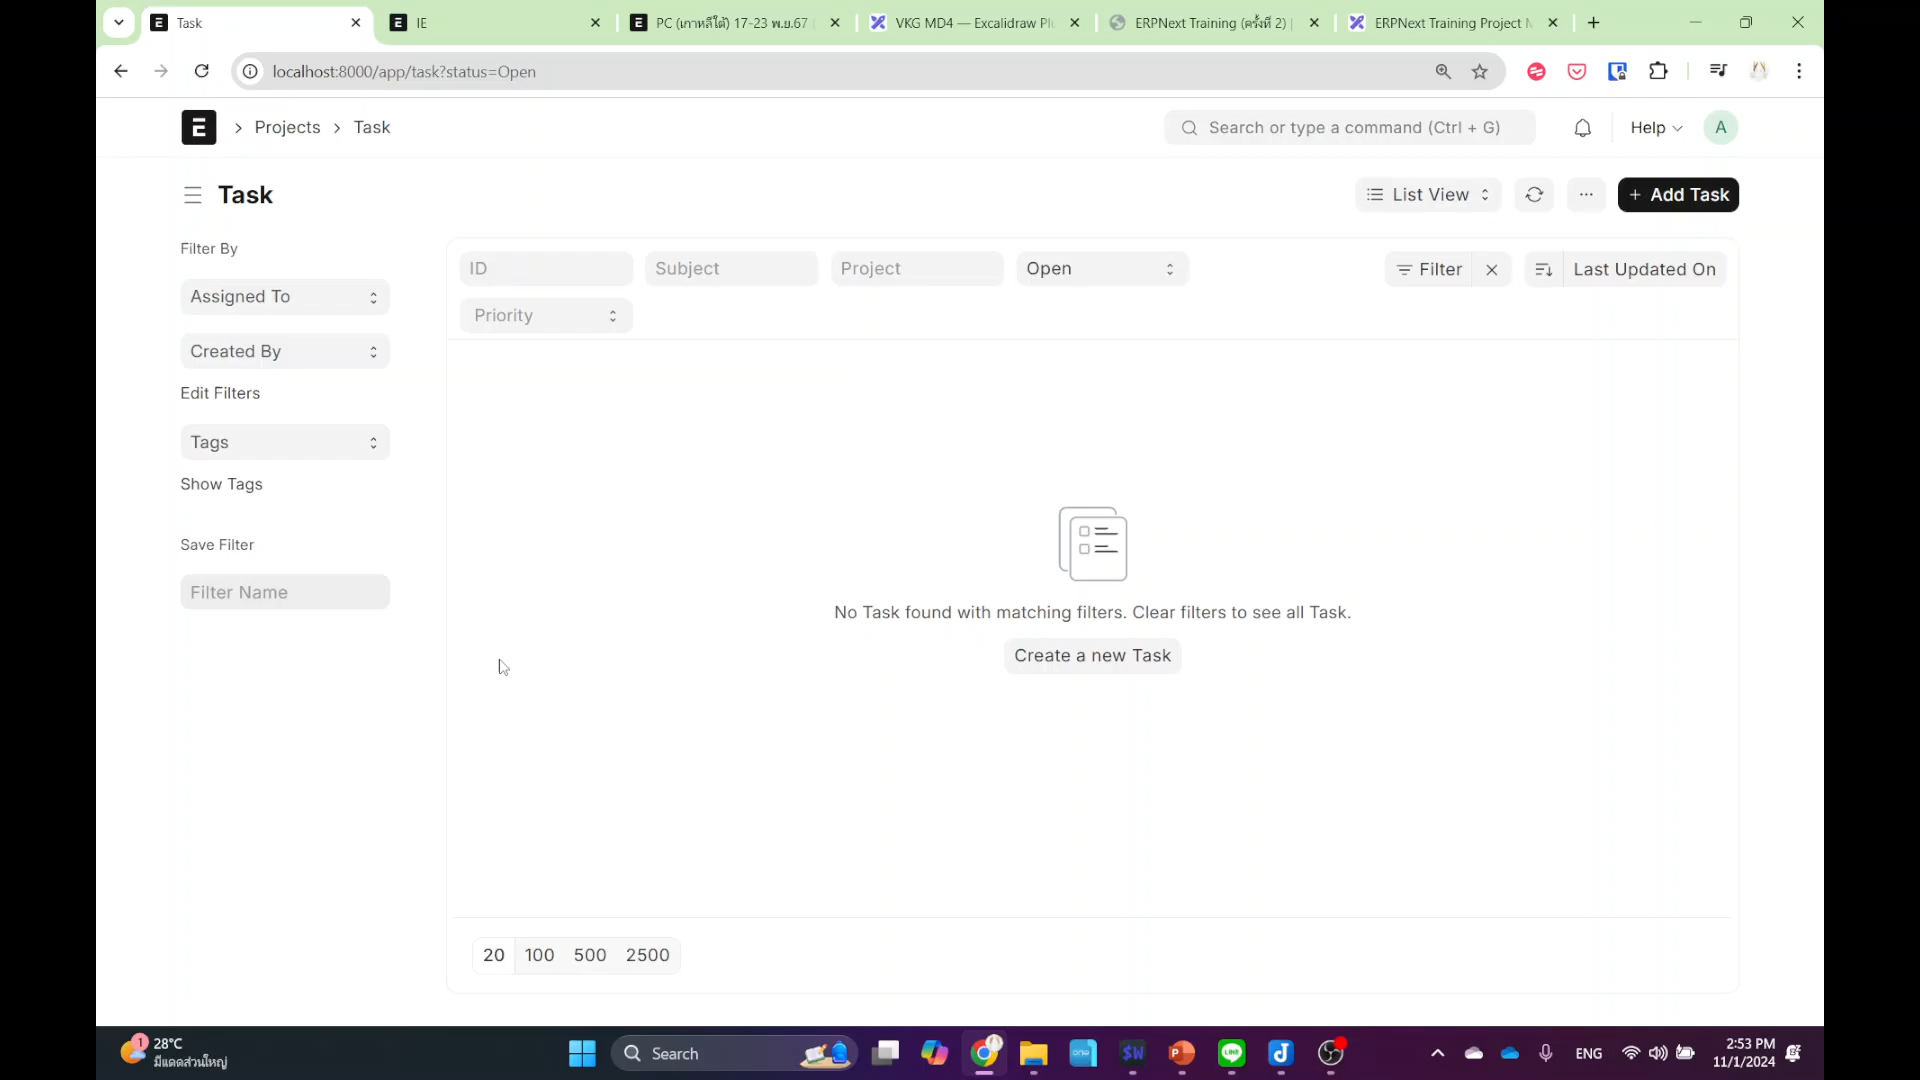 Task
IE
PC (เกาหลีใต้) 17-23 พ.ย.67
VKG MD4 — Excalidraw Pl
ERPNext Training (ครั้งที่ 2) |
ERPNext Training Project
localhost:8000/app/task?status=Open
E
Projects
Task
Search or type a command (Ctrl + G)
Help
A
Task
List View
Add Task
Filter By
ID
Subject
Project
Open
Filter
Last Updated On
Assigned To
Priority
Created By
Edit Filters
Tags
Show Tags
Save Filter
Filter Name
No Task found with matching filters. Clear filters to see all Task.
Create a new Task
20
100
500
2500
1
28°C
มีแดดส่วนใหญ่
Search
ENG
2:53 PM
11/1/2024